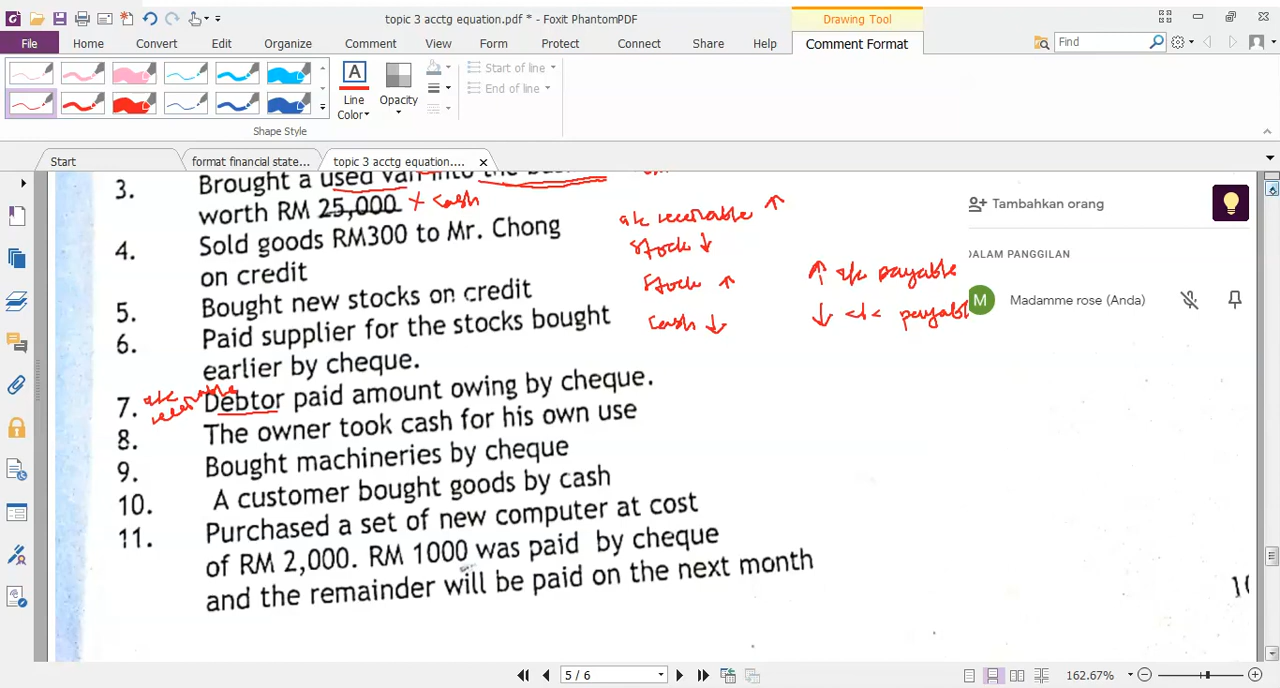 topic 3 acctg equation.pdf * - Foxit PhantomPDF
Drawing Tool
File
Home
Convert
Edit
Organize
Comment
View
Form
Protect
Connect
Share
Help
Comment Format
Find
A
Line
Color
Opacity
Start of line
End of line
Shape Style
Start
format financial state...
topic 3 acctg equation....
3. Brought a used van into the
worth RM 25,000 x cash
4. Sold goods RM300 to Mr. Chong
on credit
a/c receivable ↑
stock ↓
5. Bought new stocks on credit
stock ↑ ↑ a/c payable
6. Paid supplier for the stocks bought
earlier by cheque.
cash ↓ ↓ a/c payable
7. a/c receivable Debtor paid amount owing by cheque.
8. The owner took cash for his own use
9. Bought machineries by cheque
10. A customer bought goods by cash
11. Purchased a set of new computer at cost
of RM 2,000. RM 1000 was paid by cheque
and the remainder will be paid on the next month
Tambahkan orang
DALAM PANGGILAN
M
Madamme rose (Anda)
5 / 6
162.67%